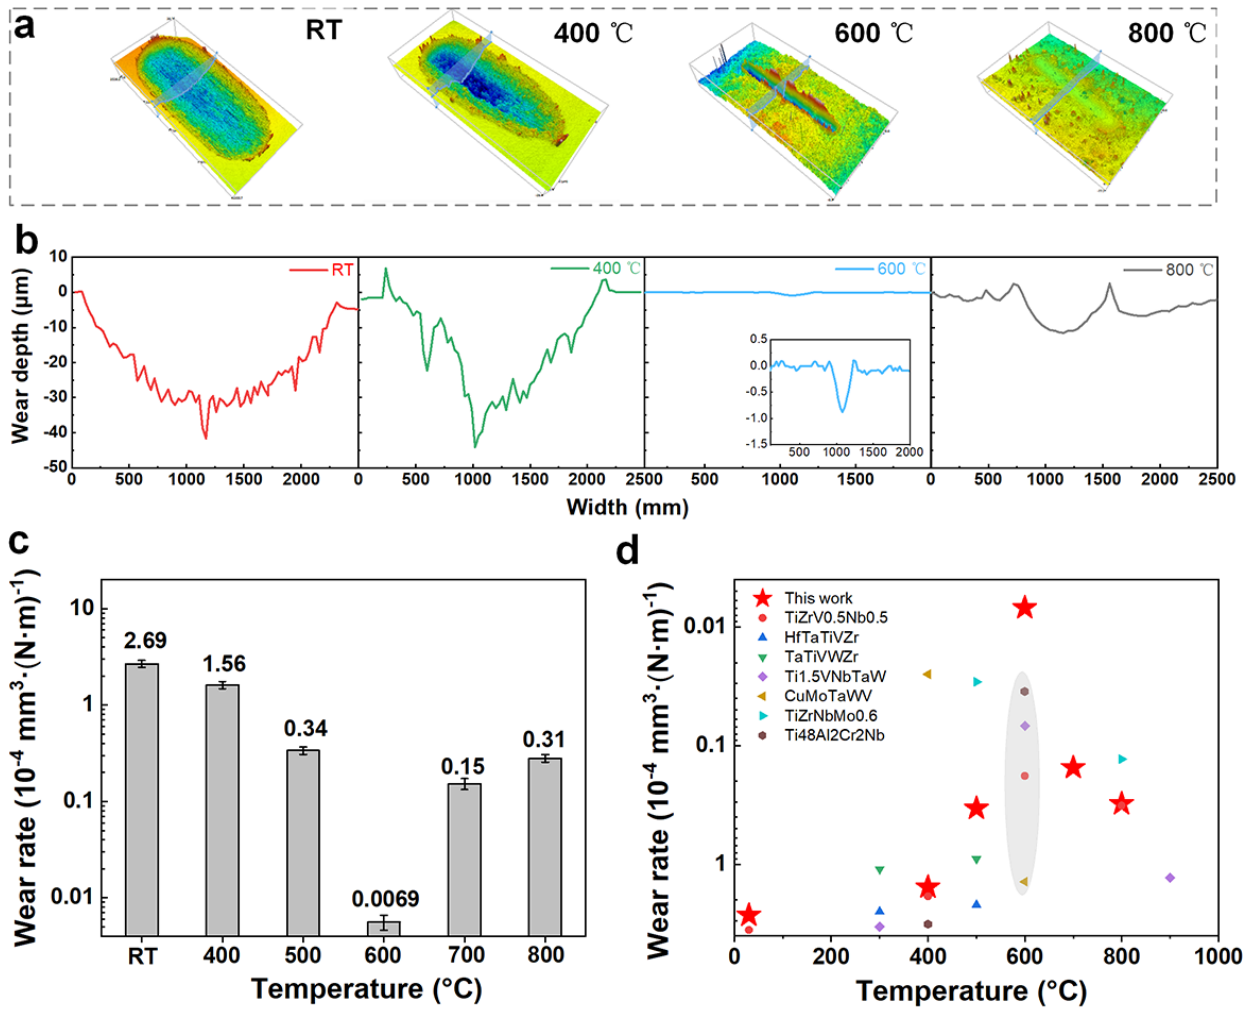 a
RT
400 ℃
600 ℃
800 ℃
b
Wear depth (μm)
10
0
-10
-20
-30
-40
-50
RT
400 ℃
600 ℃
800 ℃
0.5
0.0
-0.5
-1.0
-1.5
500 1000 1500 2000
0 500 1000 1500 2000 2500 500 1000 1500 2000 2500 500 1000 1500 2000 0 500 1000 1500 2000 2500
Width (mm)
c
Wear rate (10⁻⁴ mm³·(N·m)⁻¹)
10
1
0.1
0.01
2.69
1.56
0.34
0.0069
0.15
0.31
RT 400 500 600 700 800
Temperature (°C)
d
Wear rate (10⁻⁴ mm³·(N·m)⁻¹)
0.01
0.1
1
This work
TiZrV0.5Nb0.5
HfTaTiVZr
TaTiVWZr
Ti1.5VNbTaW
CuMoTaWV
TiZrNbMo0.6
Ti48Al2Cr2Nb
0 200 400 600 800 1000
Temperature (°C)